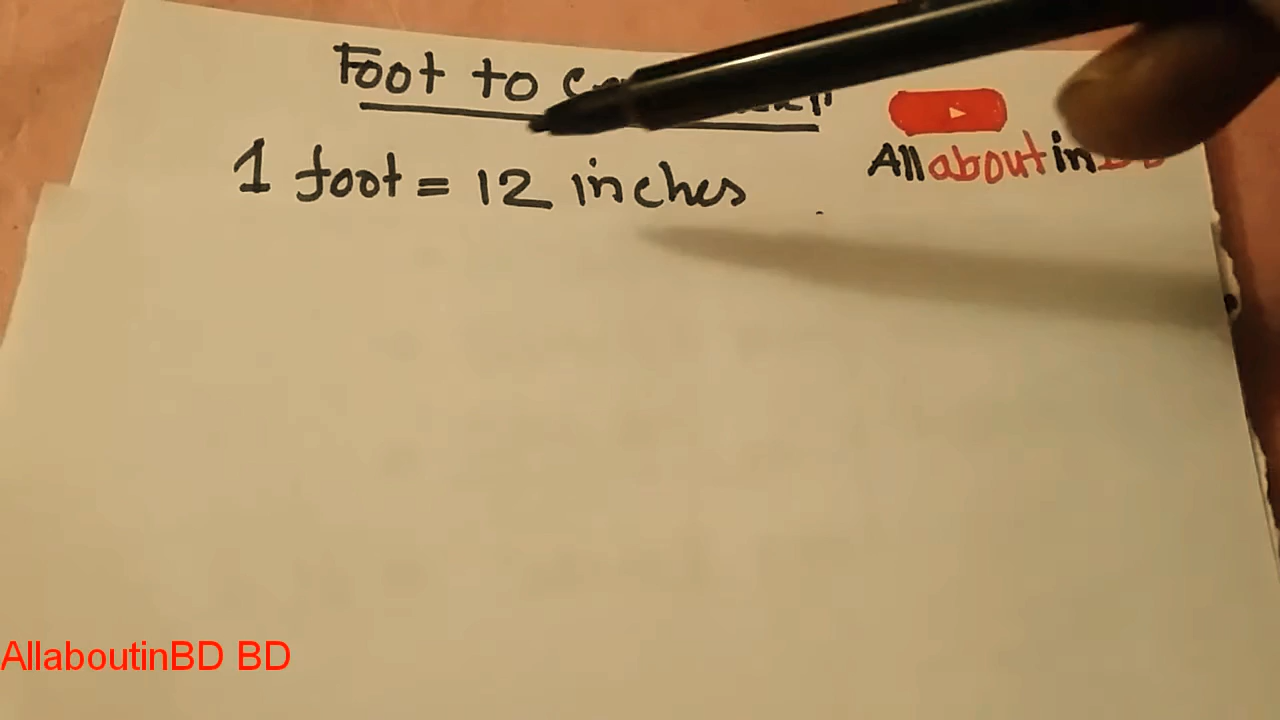 Foot to
1 foot = 12 inches
Allaboutin
AllaboutinBD BD